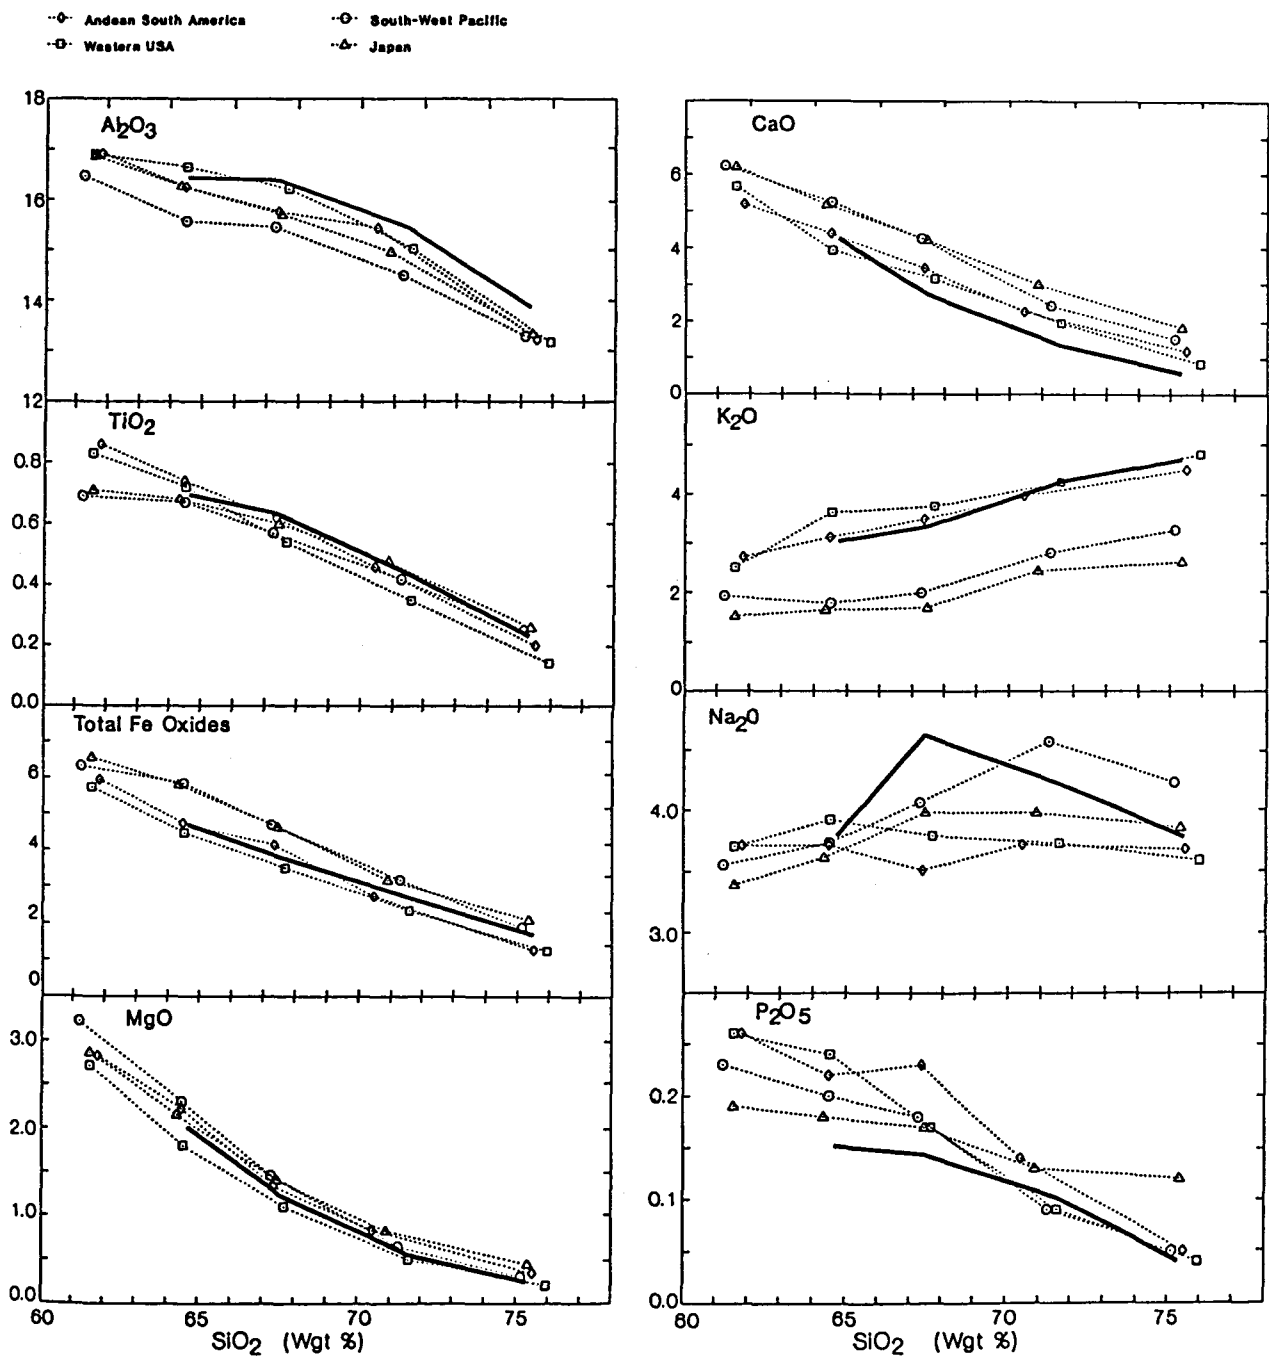 Andean South America
South-West Pacific
Western USA
Japan
18
Al2O3
16
14
12
TiO2
0.8
0.6
0.4
0.2
0.0
Total Fe Oxides
6
4
2
0
MgO
3.0
2.0
1.0
0.0
60 65 70 75
SiO2 (Wgt %)
CaO
6
4
2
0
K2O
4
2
0
Na2O
4.0
3.0
P2O5
0.2
0.1
0.0
80 65 70 75
SiO2 (Wgt %)